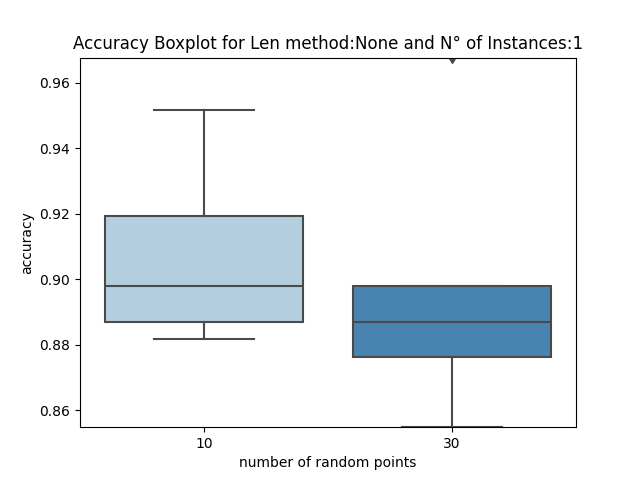 Accuracy Boxplot for Len method:None and N° of Instances:1
0.96
0.94
0.92
0.90
0.88
0.86
accuracy
10
30
number of random points